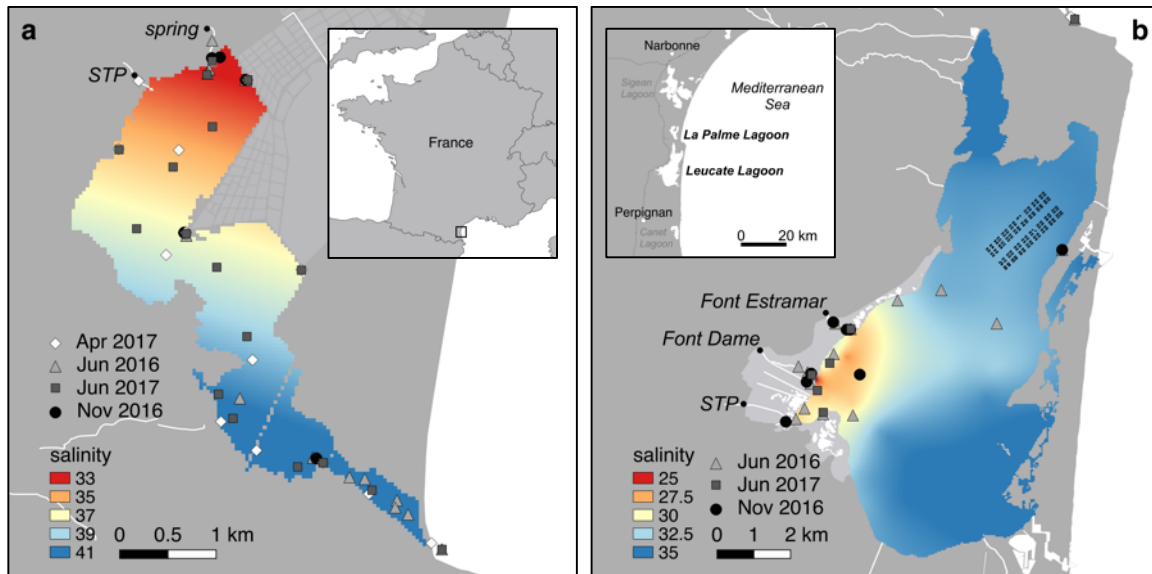 a
spring
STP
France
Apr 2017
Jun 2016
Jun 2017
Nov 2016
salinity
33
35
37
39
41
0 0.5 1 km
b
Narbonne
Sigean
Lagoon
Mediterranean
Sea
La Palme Lagoon
Leucate Lagoon
Perpignan
Canet
Lagoon
0 20 km
Font Estramar
Font Dame
STP
salinity
25
27.5
30
32.5
35
Jun 2016
Jun 2017
Nov 2016
0 1 2 km